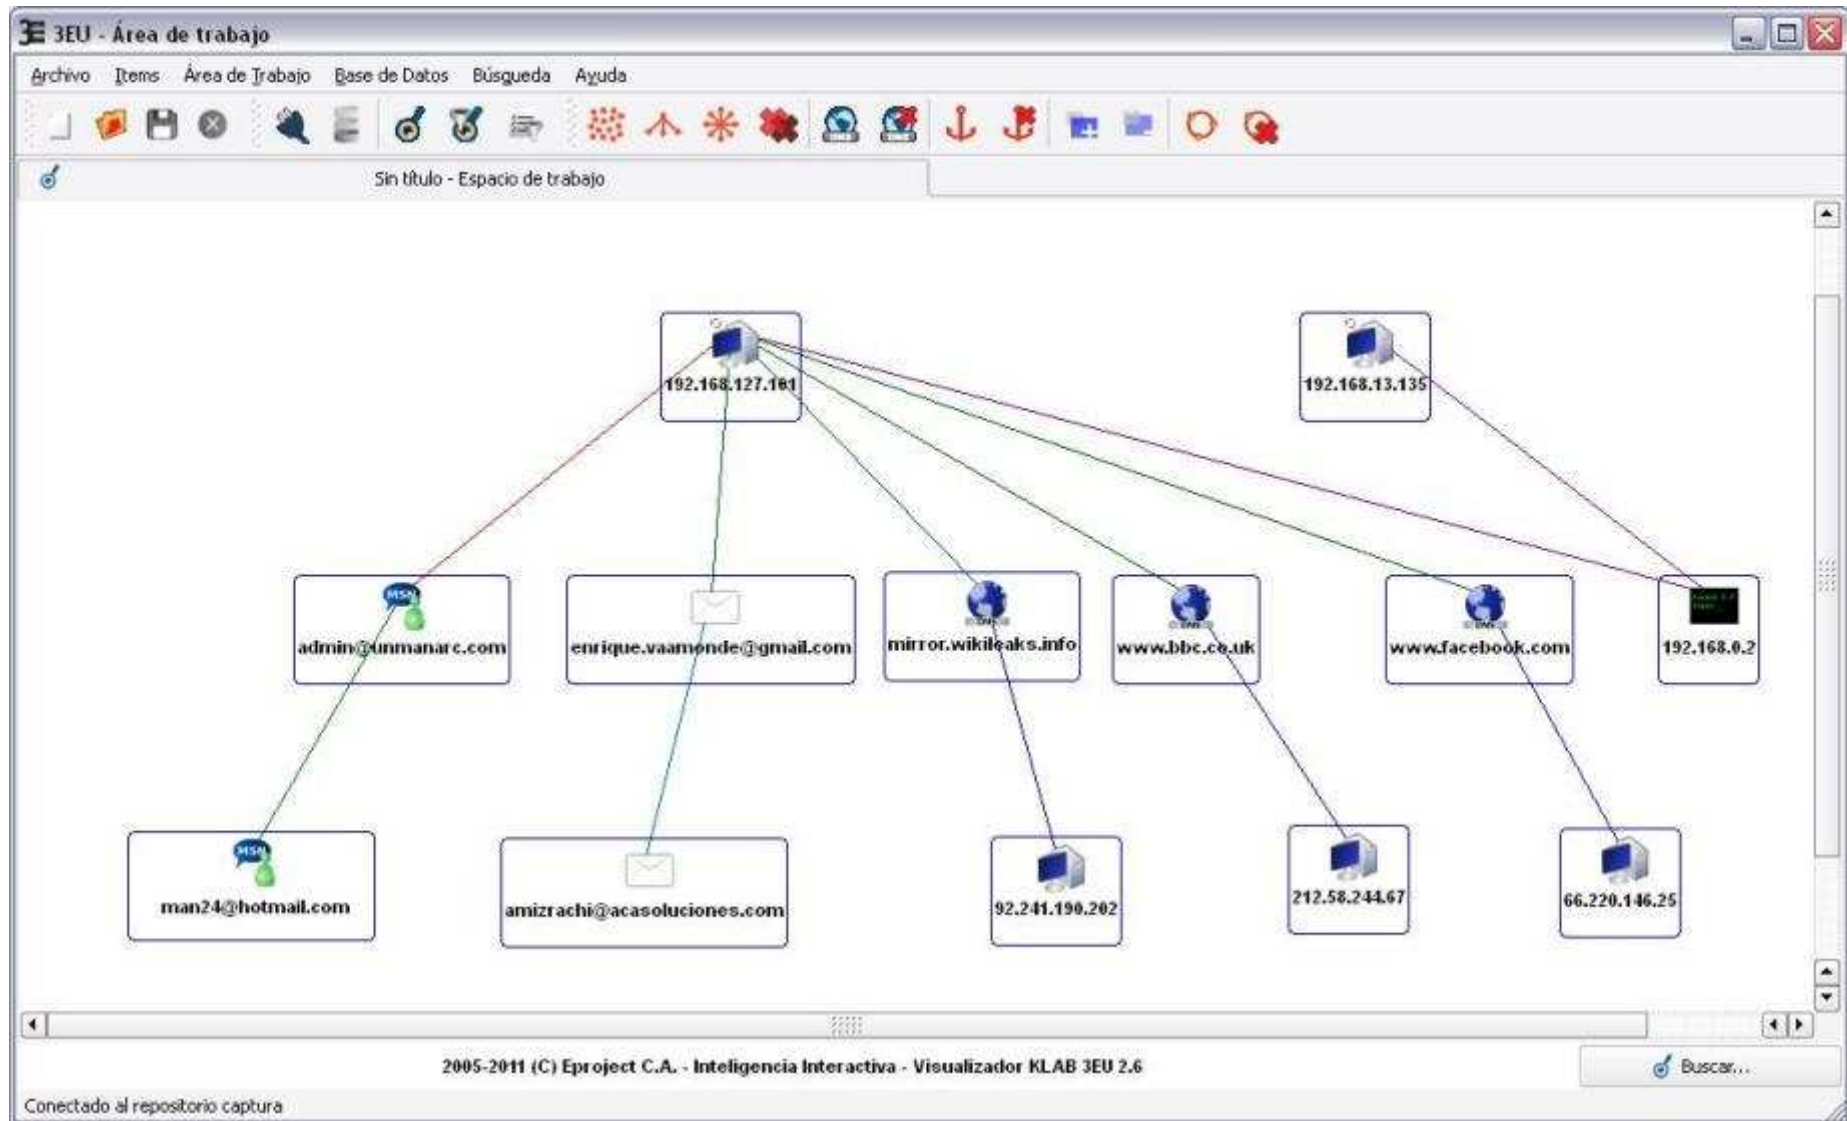 3EU - Área de trabajo
Archivo Items Área de Trabajo Base de Datos Búsqueda Ayuda
Sin título - Espacio de trabajo
192.168.127.101
192.168.13.135
admin@unmanarc.com
enrique.vaamonde@gmail.com
mirror.wikileaks.info
www.bbc.co.uk
www.facebook.com
192.168.0.2
man24@hotmail.com
amizrachi@acasoluciones.com
92.241.190.202
212.58.244.67
66.220.146.25
2005-2011 (C) Eproject C.A. - Inteligencia Interactiva - Visualizador KLAB 3EU 2.6
Buscar...
Conectado al repositorio captura